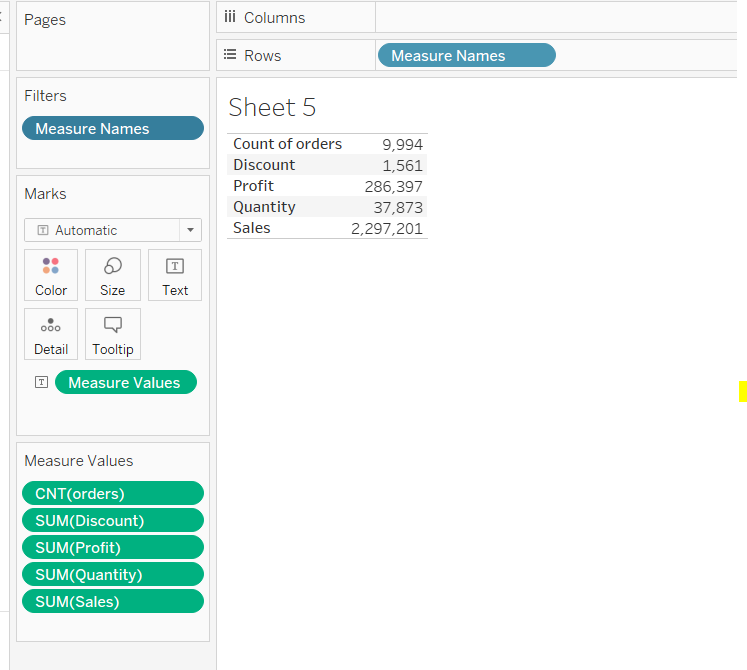 Pages
Columns
Rows
Measure Names
Filters
Measure Names
Sheet 5
Count of orders 9,994
Discount 1,561
Profit 286,397
Quantity 37,873
Sales 2,297,201
Marks
T Automatic
Color Size Text
Detail Tooltip
T Measure Values
Measure Values
CNT(orders)
SUM(Discount)
SUM(Profit)
SUM(Quantity)
SUM(Sales)